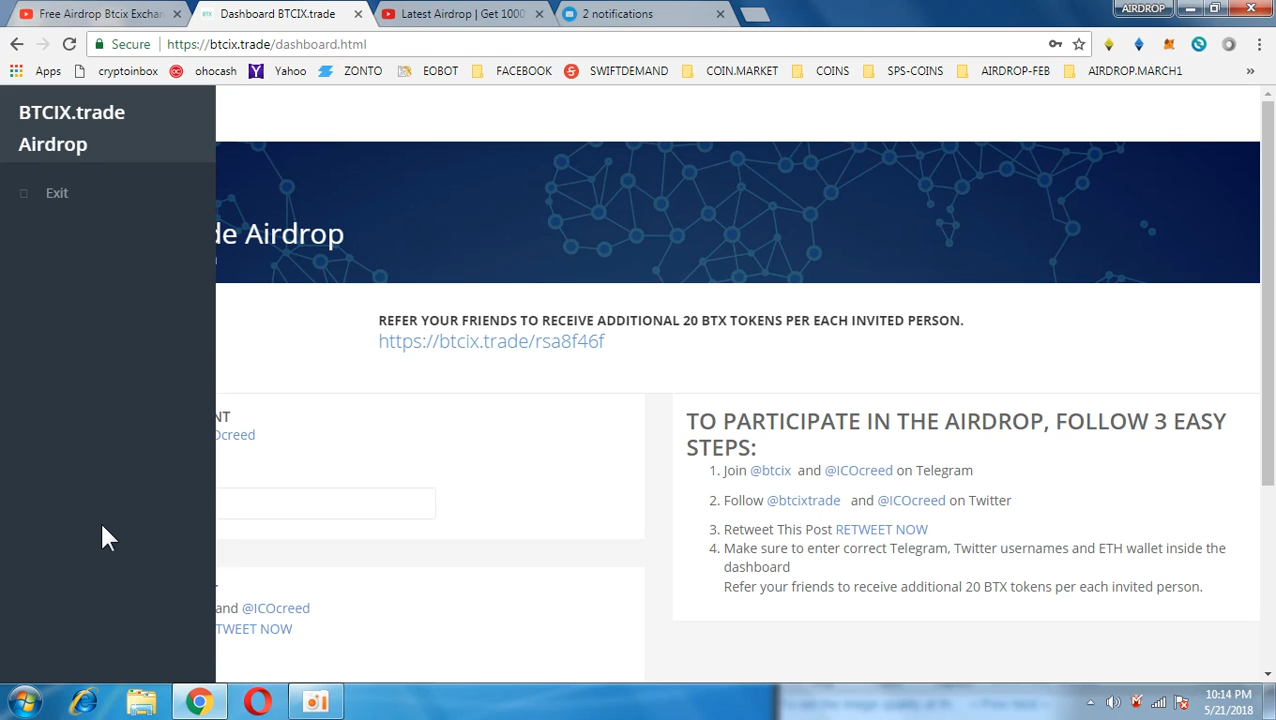 Free Airdrop Btcix Exchan
Dashboard BTCIX.trade
Latest Airdrop | Get 1000
2 notifications
AIRDROP
Secure
https://btcix.trade/dashboard.html
Apps
cryptoinbox
ohocash
Yahoo
ZONTO
EOBOT
FACEBOOK
SWIFTDEMAND
COIN.MARKET
COINS
SPS-COINS
AIRDROP-FEB
AIRDROP.MARCH1
»
BTCIX.trade
Airdrop
Exit
de Airdrop
REFER YOUR FRIENDS TO RECEIVE ADDITIONAL 20 BTX TOKENS PER EACH INVITED PERSON.
https://btcix.trade/rsa8f46f
NT
Ocreed
and @ICOcreed
TWEET NOW
TO PARTICIPATE IN THE AIRDROP, FOLLOW 3 EASY
STEPS:
1. Join @btcix and @ICOcreed on Telegram
2. Follow @btcixtrade and @ICOcreed on Twitter
3. Retweet This Post RETWEET NOW
4. Make sure to enter correct Telegram, Twitter usernames and ETH wallet inside the
dashboard
Refer your friends to receive additional 20 BTX tokens per each invited person.
10:14 PM
5/21/2018